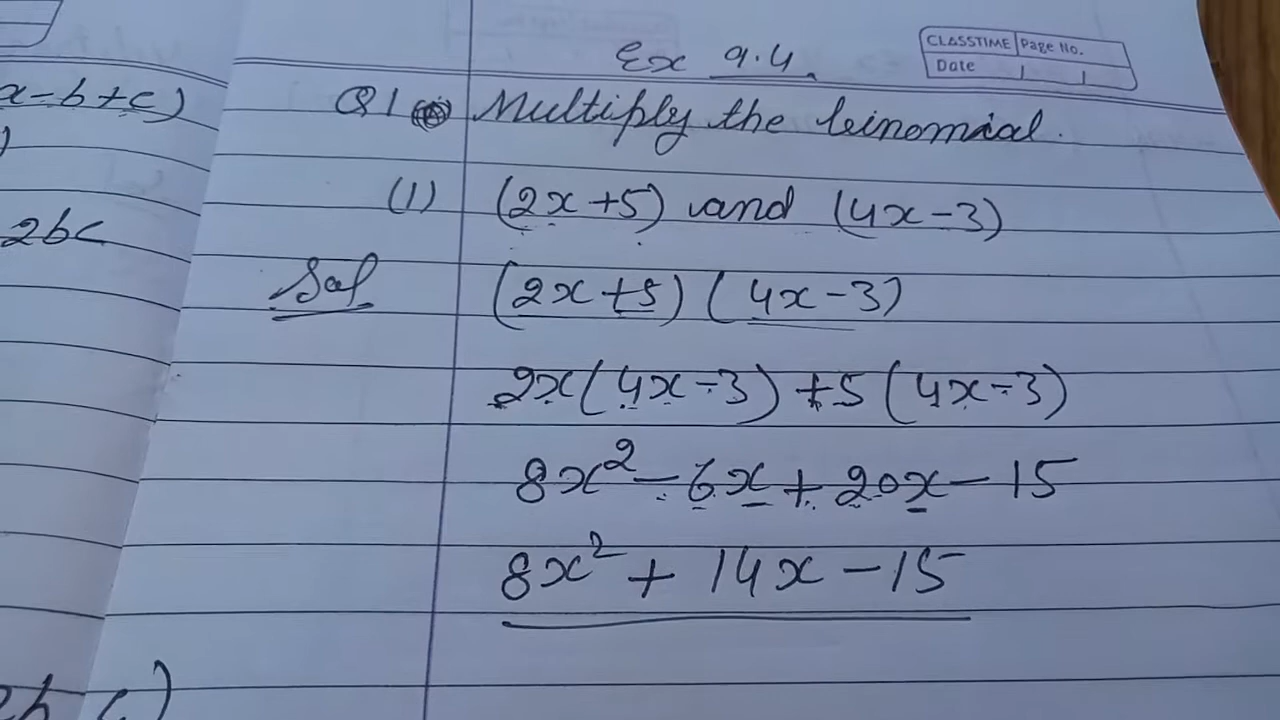 a-b+c)
)
2bc
CLASSTIME Page No.
Date / /
Ex 9.4.
Q1 Multiply the binomial.
(1) (2x+5) and (4x-3)
Sol (2x+5) (4x-3)
2x(4x-3) +5 (4x-3)
8x² - 6x + 20x - 15
8x² + 14x - 15